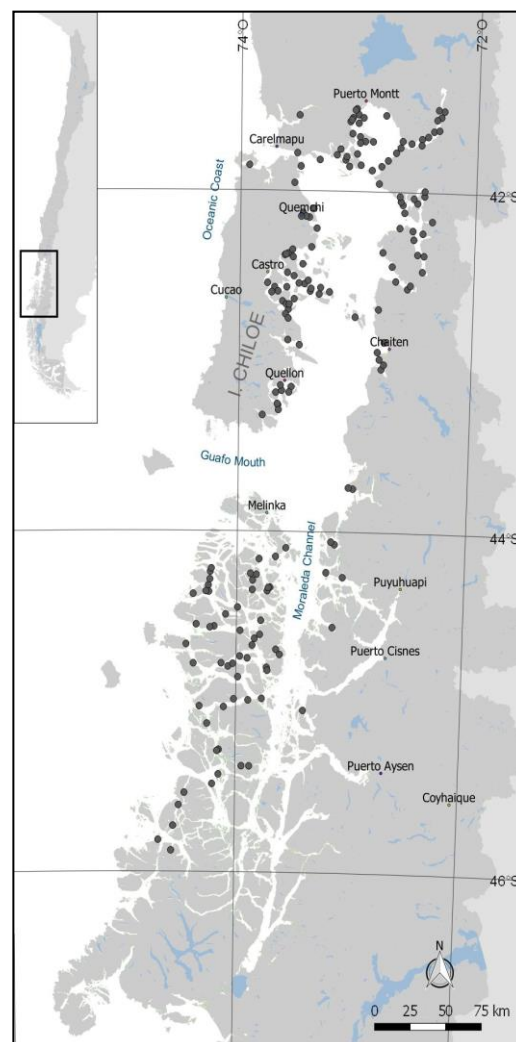 74°
72°
Puerto Montt
Carelmapu
Oceanic Coast
42°S
Quemchi
Castro
Cucao
I. CHILOE
Chaiten
Quellon
Guafo Mouth
Melinka
44°S
Moraleda Channel
Puyuhuapi
Puerto Cisnes
Puerto Aysen
Coyhaique
46°S
N
0 25 50 75 km